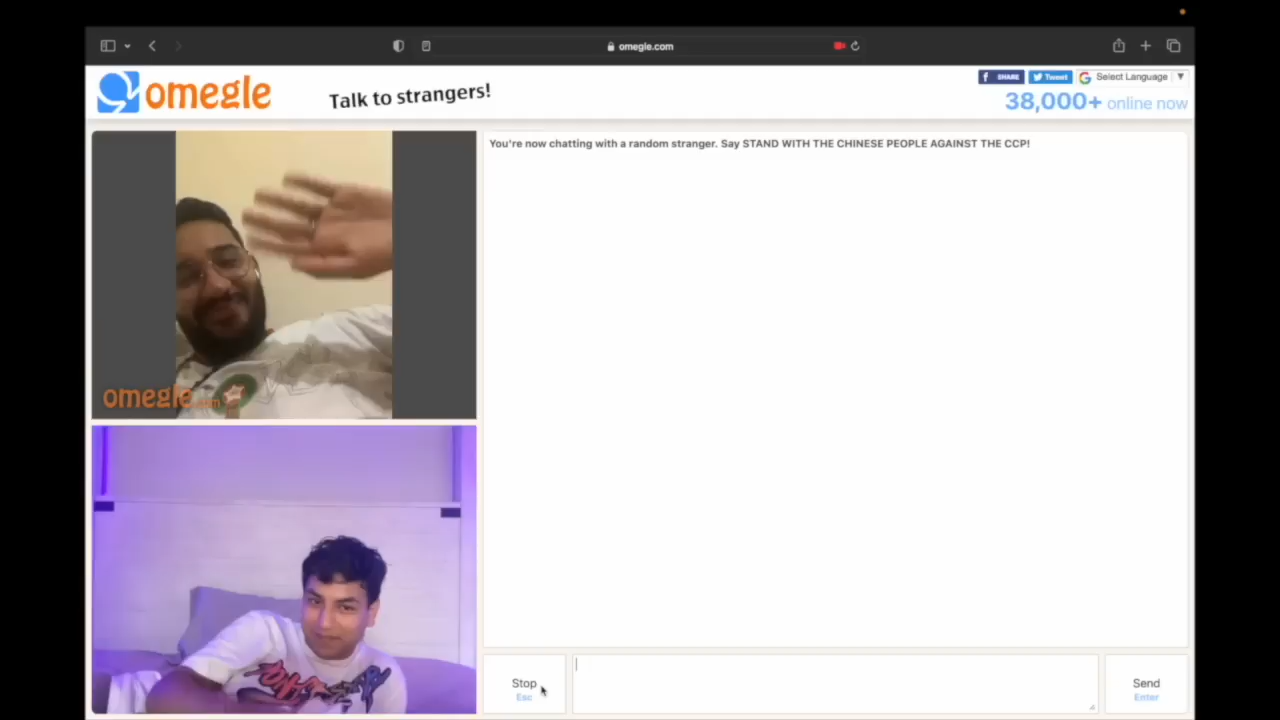 omegle.com
omegle
Talk to strangers!
SHARE
Tweet
Select Language
38,000+ online now
You're now chatting with a random stranger. Say STAND WITH THE CHINESE PEOPLE AGAINST THE CCP!
omegle.com
Stop
Esc
Send
Enter